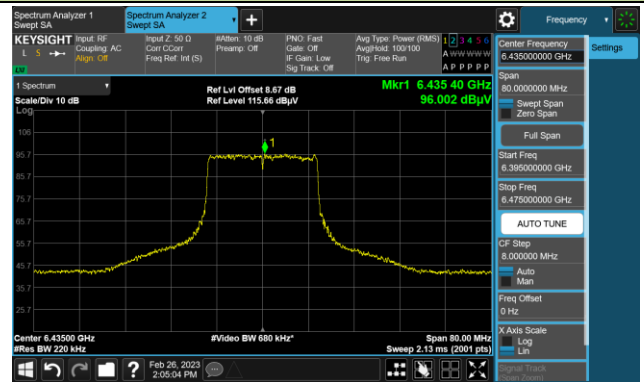 Spectrum Analyzer 1
Swept SA
Spectrum Analyzer 2
Swept SA
Frequency
KEYSIGHT
L S
Input: RF
Coupling: AC
Align: Off
Input Z: 50 Ω
Corr CCorr
Freq Ref: Int (S)
#Atten: 10 dB
Preamp: Off
PNO: Fast
Gate: Off
IF Gain: Low
Sig Track: Off
Avg Type: Power (RMS)
Avg|Hold: 100/100
Trig: Free Run
1 2 3 4 5 6
A W W W W W
A P P P P P
1 Spectrum
Scale/Div 10 dB
Log
Ref Lvl Offset 8.67 dB
Ref Level 115.66 dBµV
Mkr1 6.435 40 GHz
96.002 dBµV
1
106
95.7
85.7
75.7
65.7
55.7
45.7
35.7
25.7
Center 6.43500 GHz
#Res BW 220 kHz
#Video BW 680 kHz*
Span 80.00 MHz
Sweep 2.13 ms (2001 pts)
Feb 26, 2023
2:05:04 PM
Center Frequency
6.435000000 GHz
Settings
Span
80.0000000 MHz
Swept Span
Zero Span
Full Span
Start Freq
6.395000000 GHz
Stop Freq
6.475000000 GHz
AUTO TUNE
CF Step
8.000000 MHz
Auto
Man
Freq Offset
0 Hz
X Axis Scale
Log
Lin
Signal Track
(Span Zoom)